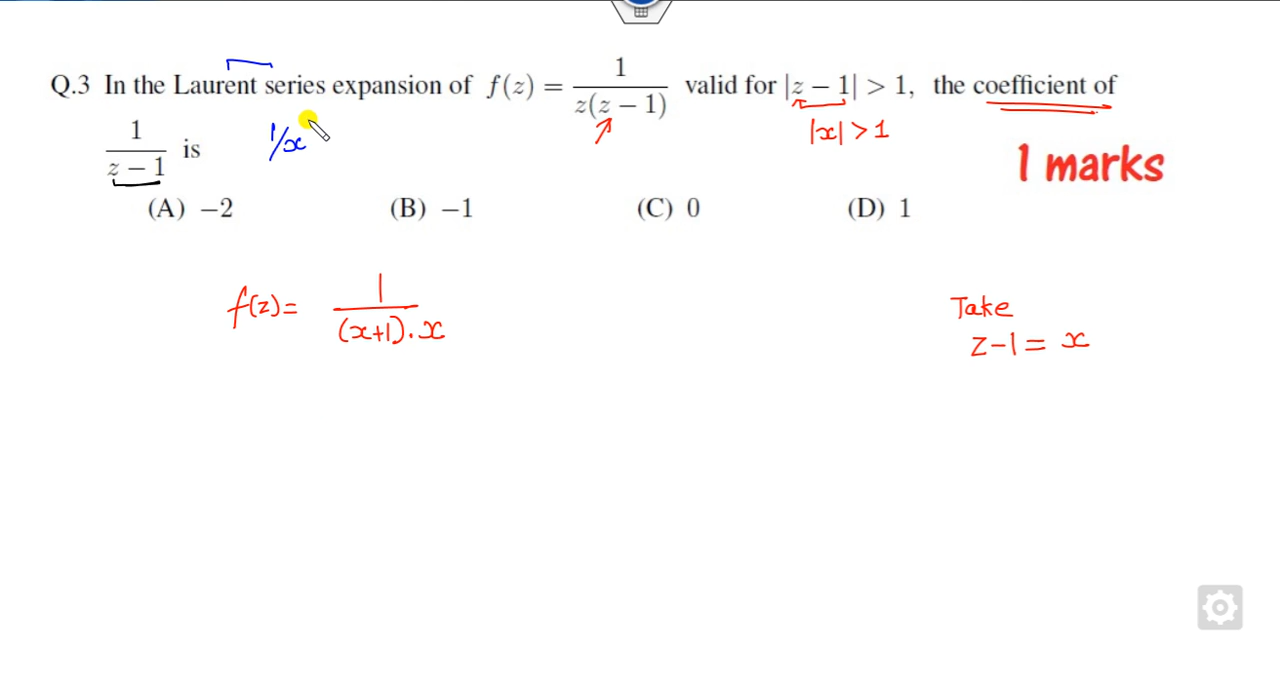 Q.3 In the Laurent series expansion of f(z) = 1/(z(z − 1)) valid for |z − 1| > 1, the coefficient of
|x| > 1
1/(z − 1) is
1/x
1 marks
(A) −2 (B) −1 (C) 0 (D) 1
f(z) = 1/((x+1).x)
Take
z−1 = x